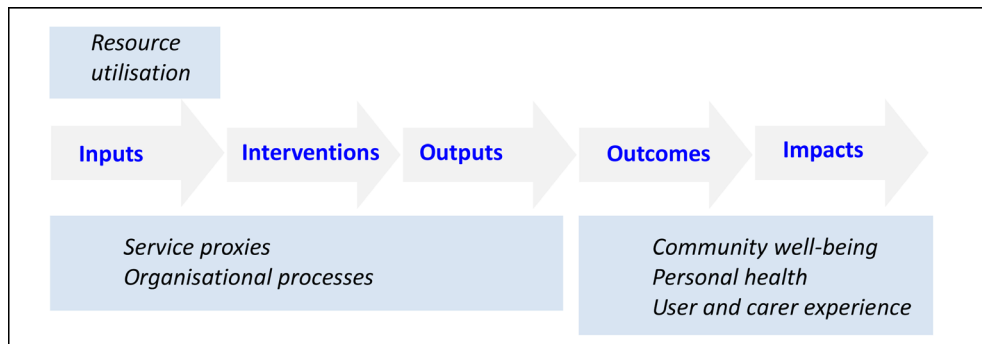 Resource
utilisation
Inputs
Interventions
Outputs
Outcomes
Impacts
Service proxies
Organisational processes
Community well-being
Personal health
User and carer experience